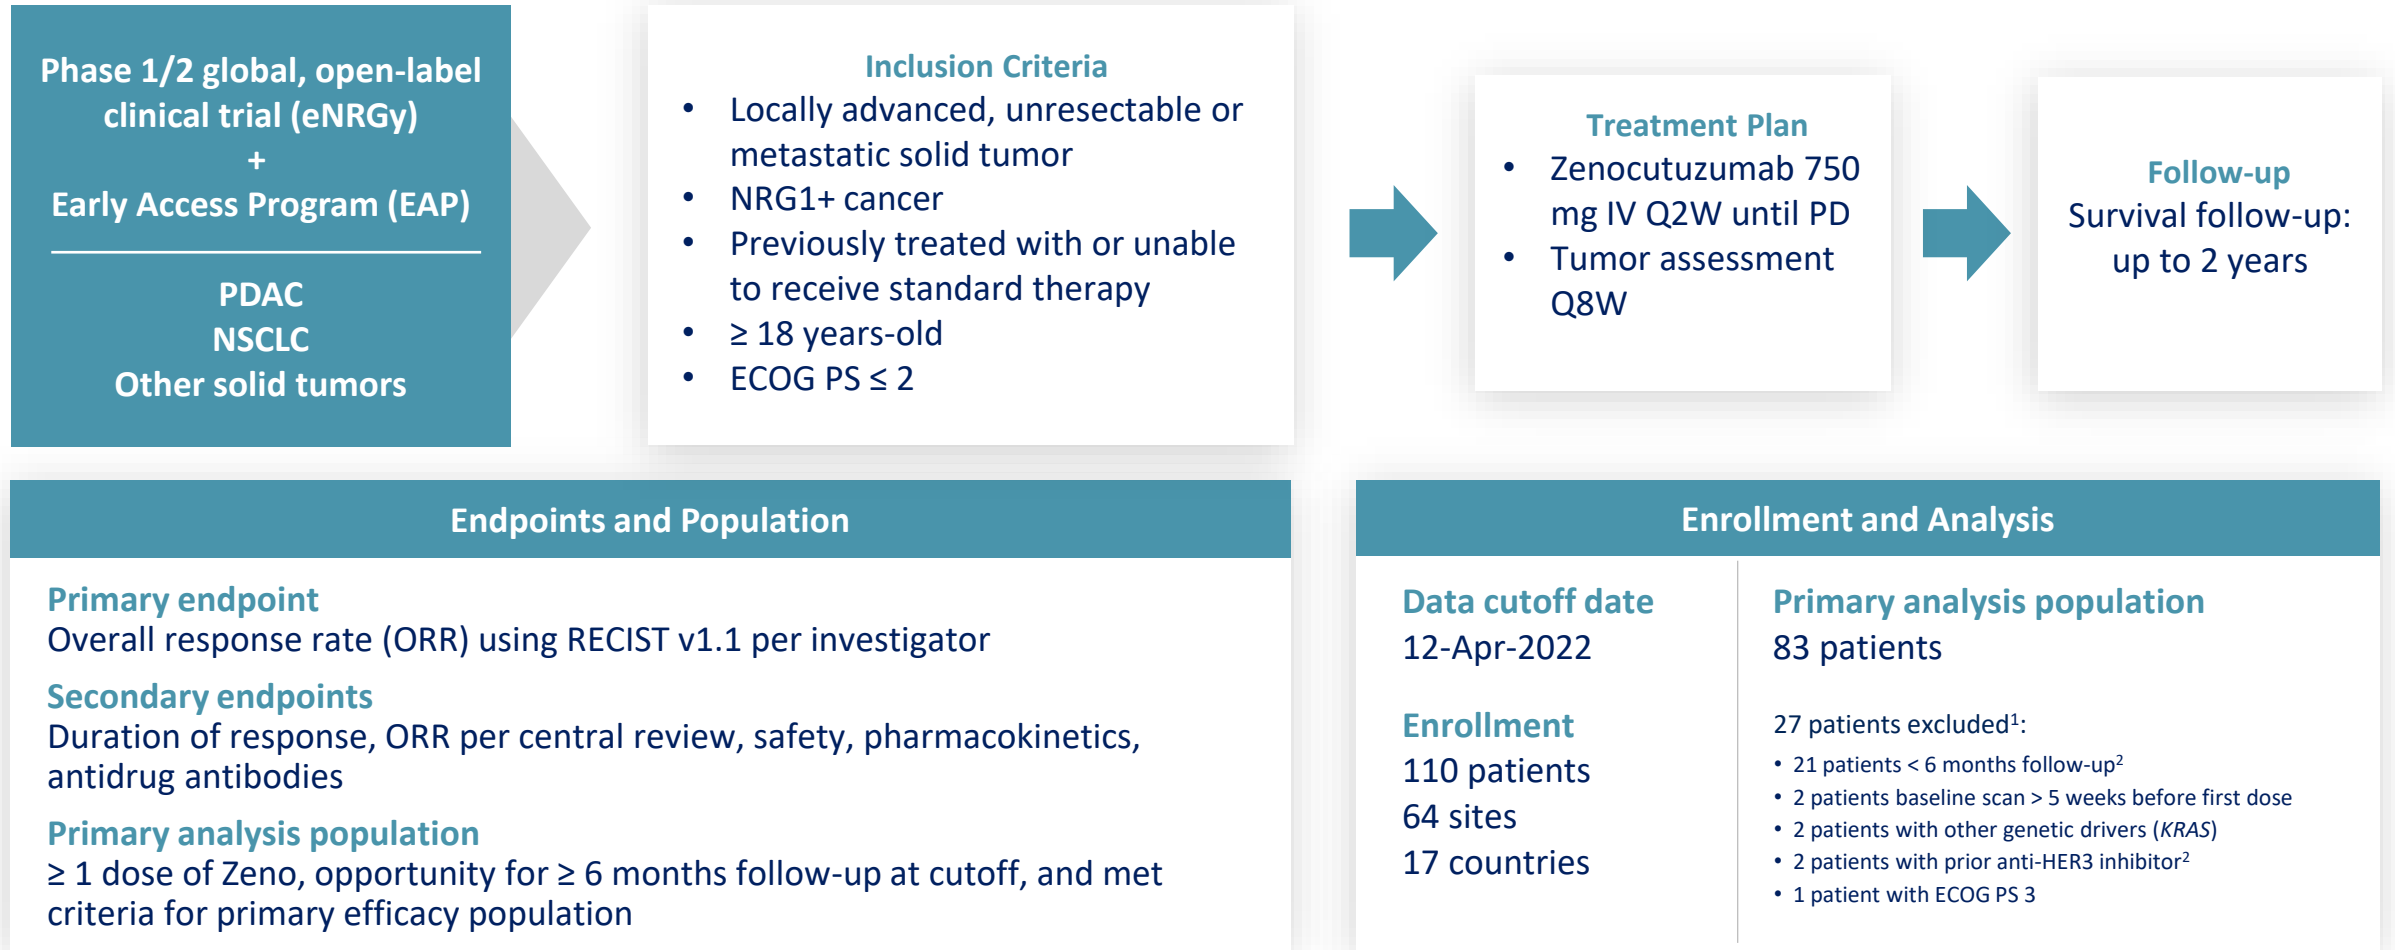 Phase 1/2 global, open-label
clinical trial (eNRGy)
+
Early Access Program (EAP)
PDAC
NSCLC
Other solid tumors
Inclusion Criteria
• Locally advanced, unresectable or
metastatic solid tumor
• NRG1+ cancer
• Previously treated with or unable
to receive standard therapy
• ≥ 18 years-old
• ECOG PS ≤ 2
Treatment Plan
• Zenocutuzumab 750
mg IV Q2W until PD
• Tumor assessment
Q8W
Follow-up
Survival follow-up:
up to 2 years
Endpoints and Population
Primary endpoint
Overall response rate (ORR) using RECIST v1.1 per investigator
Secondary endpoints
Duration of response, ORR per central review, safety, pharmacokinetics,
antidrug antibodies
Primary analysis population
≥ 1 dose of Zeno, opportunity for ≥ 6 months follow-up at cutoff, and met
criteria for primary efficacy population
Enrollment and Analysis
Data cutoff date
12-Apr-2022
Enrollment
110 patients
64 sites
17 countries
Primary analysis population
83 patients
27 patients excluded¹:
• 21 patients < 6 months follow-up²
• 2 patients baseline scan > 5 weeks before first dose
• 2 patients with other genetic drivers (KRAS)
• 2 patients with prior anti-HER3 inhibitor²
• 1 patient with ECOG PS 3